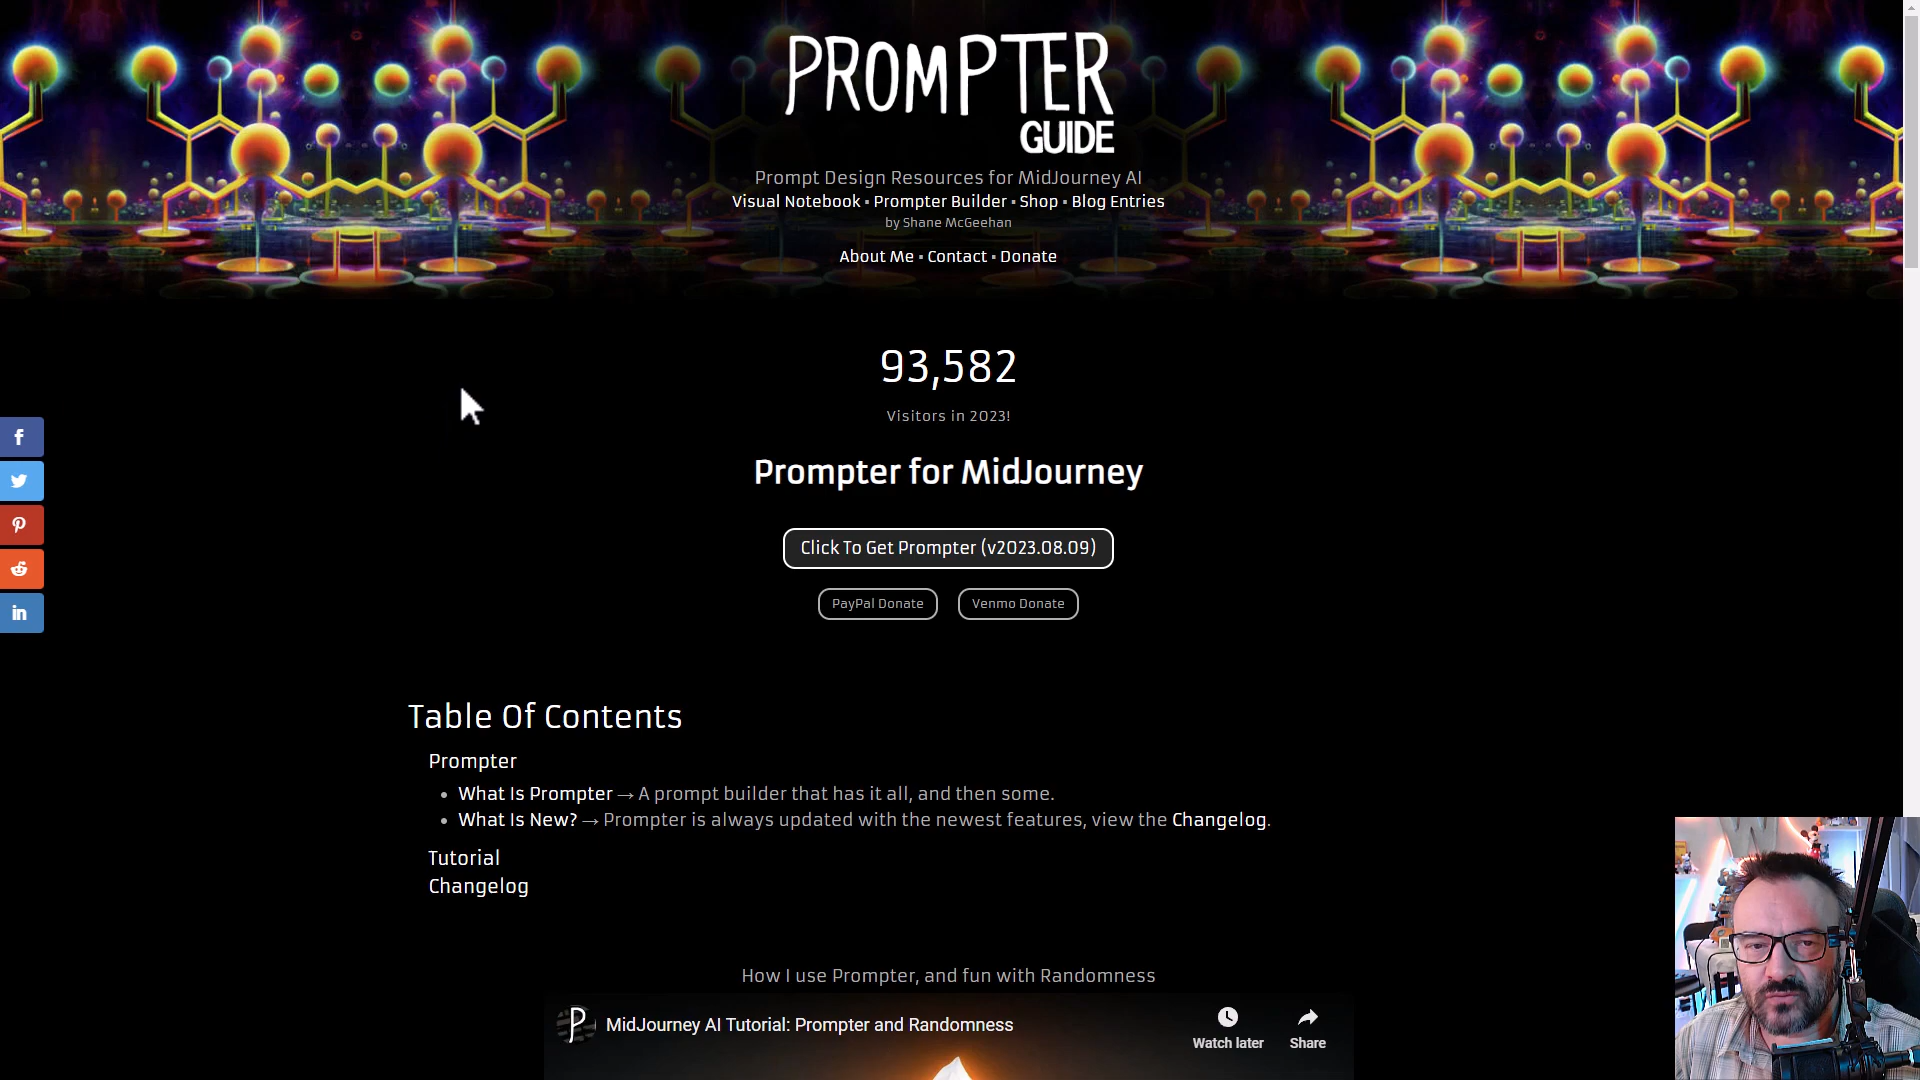 PROMPTER
GUIDE
Prompt Design Resources for MidJourney AI
Visual Notebook ▪ Prompter Builder ▪ Shop ▪ Blog Entries
by Shane McGeehan
About Me ▪ Contact ▪ Donate
93,582
Visitors in 2023!
Prompter for MidJourney
Click To Get Prompter (v2023.08.09)
PayPal Donate Venmo Donate
Table Of Contents
Prompter
• What Is Prompter → A prompt builder that has it all, and then some.
• What Is New? → Prompter is always updated with the newest features, view the Changelog.
Tutorial
Changelog
How I use Prompter, and fun with Randomness
P MidJourney AI Tutorial: Prompter and Randomness
Watch later Share